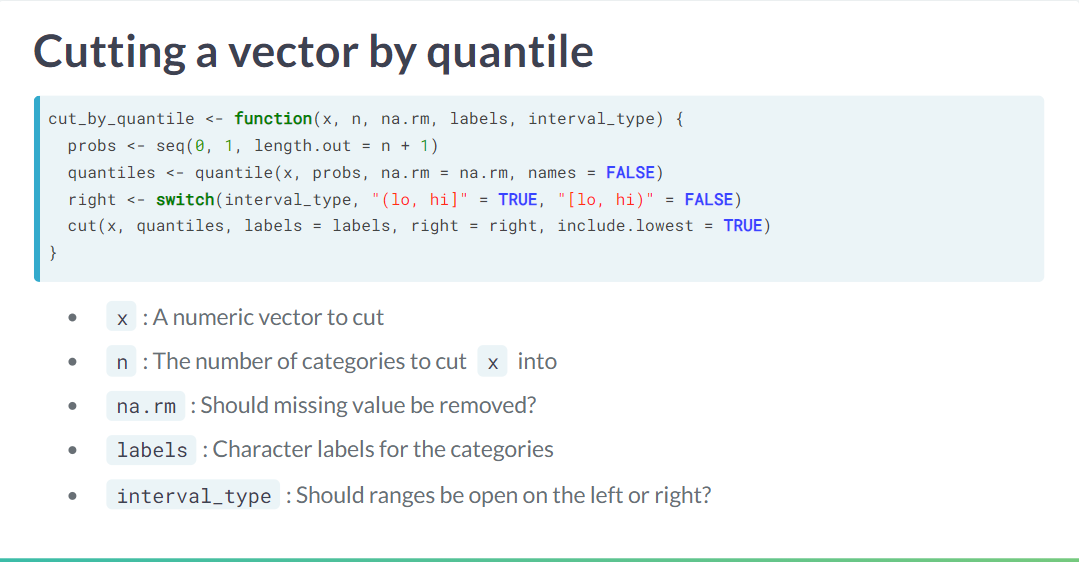 Cutting a vector by quantile
cut_by_quantile <- function(x, n, na.rm, labels, interval_type) {
  probs <- seq(0, 1, length.out = n + 1)
  quantiles <- quantile(x, probs, na.rm = na.rm, names = FALSE)
  right <- switch(interval_type, "(lo, hi]" = TRUE, "[lo, hi)" = FALSE)
  cut(x, quantiles, labels = labels, right = right, include.lowest = TRUE)
}
• x : A numeric vector to cut
• n : The number of categories to cut x into
• na.rm : Should missing value be removed?
• labels : Character labels for the categories
• interval_type : Should ranges be open on the left or right?